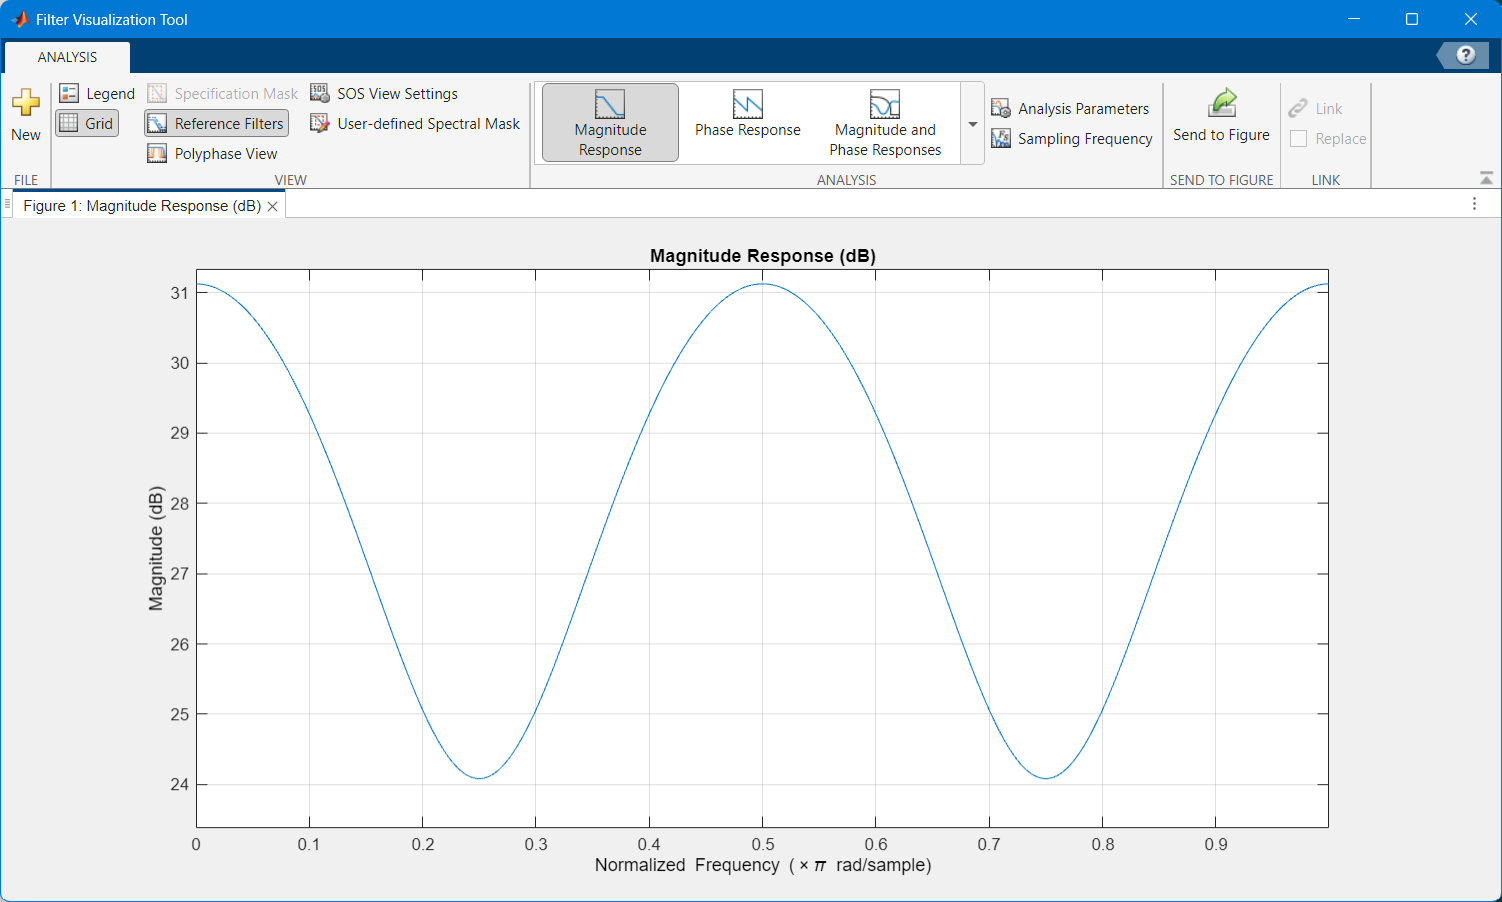 Filter Visualization Tool
ANALYSIS
?
New
Legend
Grid
Specification Mask
Reference Filters
Polyphase View
SOS View Settings
User-defined Spectral Mask
Magnitude
Response
Phase Response
Magnitude and
Phase Responses
Analysis Parameters
Sampling Frequency
Send to Figure
Link
Replace
FILE
VIEW
ANALYSIS
SEND TO FIGURE
LINK
Figure 1: Magnitude Response (dB)
Magnitude Response (dB)
31
30
29
28
27
26
25
24
Magnitude (dB)
0 0.1 0.2 0.3 0.4 0.5 0.6 0.7 0.8 0.9
Normalized Frequency (×π rad/sample)